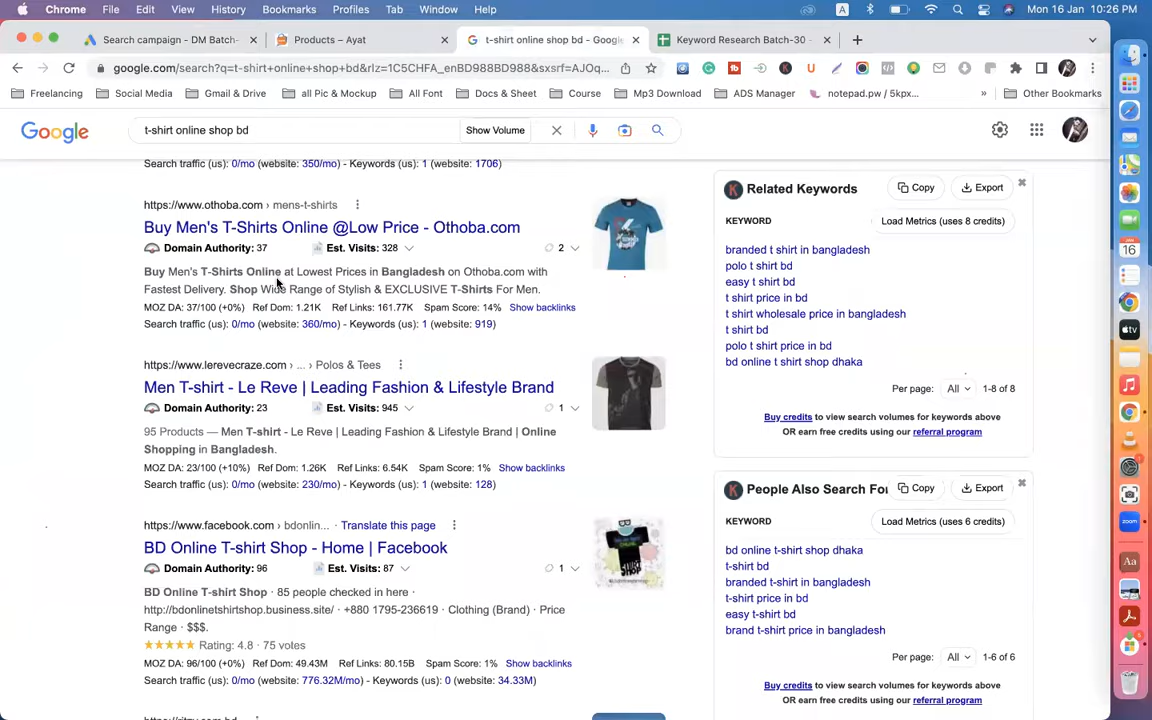 Chrome File Edit View History Bookmarks Profiles Tab Window Help A Mon 16 Jan 10:26 PM
Search campaign - DM Batch- Products – Ayat t-shirt online shop bd - Google Keyword Research Batch-30 -
google.com/search?q=t-shirt+online+shop+bd&rlz=1C5CHFA_enBD988BD988&sxsrf=AJOq...
Freelancing Social Media Gmail & Drive all Pic & Mockup All Font Docs & Sheet Course Mp3 Download ADS Manager notepad.pw / 5kpx... » Other Bookmarks
Google t-shirt online shop bd Show Volume
Search traffic (us): 0/mo (website: 350/mo) - Keywords (us): 1 (website: 1706)
https://www.othoba.com › mens-t-shirts
Buy Men's T-Shirts Online @Low Price - Othoba.com
Domain Authority: 37 Est. Visits: 328 2
Buy Men's T-Shirts Online at Lowest Prices in Bangladesh on Othoba.com with
Fastest Delivery. Shop Wide Range of Stylish & EXCLUSIVE T-Shirts For Men.
MOZ DA: 37/100 (+0%) Ref Dom: 1.21K Ref Links: 161.77K Spam Score: 14% Show backlinks
Search traffic (us): 0/mo (website: 360/mo) - Keywords (us): 1 (website: 919)
https://www.lerevecraze.com › ... › Polos & Tees
Men T-shirt - Le Reve | Leading Fashion & Lifestyle Brand
Domain Authority: 23 Est. Visits: 945 1
95 Products — Men T-shirt - Le Reve | Leading Fashion & Lifestyle Brand | Online
Shopping in Bangladesh.
MOZ DA: 23/100 (+10%) Ref Dom: 1.26K Ref Links: 6.54K Spam Score: 1% Show backlinks
Search traffic (us): 0/mo (website: 230/mo) - Keywords (us): 1 (website: 128)
https://www.facebook.com › bdonlin... · Translate this page
BD Online T-shirt Shop - Home | Facebook
Domain Authority: 96 Est. Visits: 87 1
BD Online T-shirt Shop · 85 people checked in here ·
http://bdonlinetshirtshop.business.site/ · +880 1795-236619 · Clothing (Brand) · Price
Range · $$$.
Rating: 4.8 · 75 votes
MOZ DA: 96/100 (+0%) Ref Dom: 49.43M Ref Links: 80.15B Spam Score: 1% Show backlinks
Search traffic (us): 0/mo (website: 776.32M/mo) - Keywords (us): 0 (website: 34.33M)
Related Keywords Copy Export
KEYWORD Load Metrics (uses 8 credits)
branded t shirt in bangladesh
polo t shirt bd
easy t shirt bd
t shirt price in bd
t shirt wholesale price in bangladesh
t shirt bd
polo t shirt price in bd
bd online t shirt shop dhaka
Per page: All 1-8 of 8
Buy credits to view search volumes for keywords above
OR earn free credits using our referral program
People Also Search For Copy Export
KEYWORD Load Metrics (uses 6 credits)
bd online t-shirt shop dhaka
t-shirt bd
branded t-shirt in bangladesh
t-shirt price in bd
easy t-shirt bd
brand t-shirt price in bangladesh
Per page: All 1-6 of 6
Buy credits to view search volumes for keywords above
OR earn free credits using our referral program